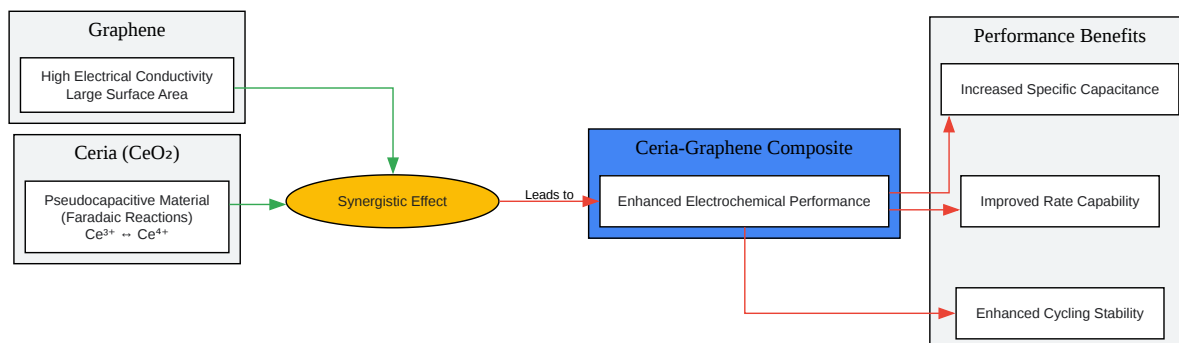 Graphene
High Electrical Conductivity
Large Surface Area
Ceria (CeO₂)
Pseudocapacitive Material
(Faradaic Reactions)
Ce³⁺ ↔ Ce⁴⁺
Synergistic Effect
Leads to
Ceria-Graphene Composite
Enhanced Electrochemical Performance
Performance Benefits
Increased Specific Capacitance
Improved Rate Capability
Enhanced Cycling Stability